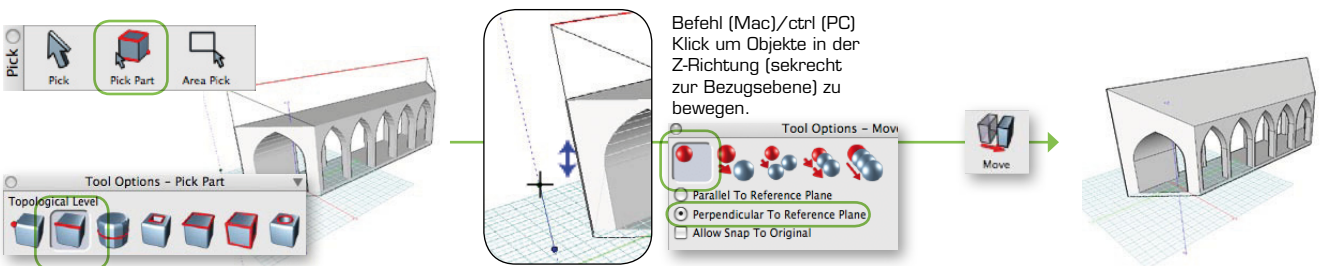 Pick
Pick
Pick Part
Area Pick
Tool Options - Pick Part
Topological Level
Befehl (Mac)/ctrl (PC)
Klick um Objekte in der
Z-Richtung (sekrecht
zur Bezugsebene) zu
bewegen.
Tool Options - Mov
Parallel To Reference Plane
Perpendicular To Reference Plane
Allow Snap To Original
Move